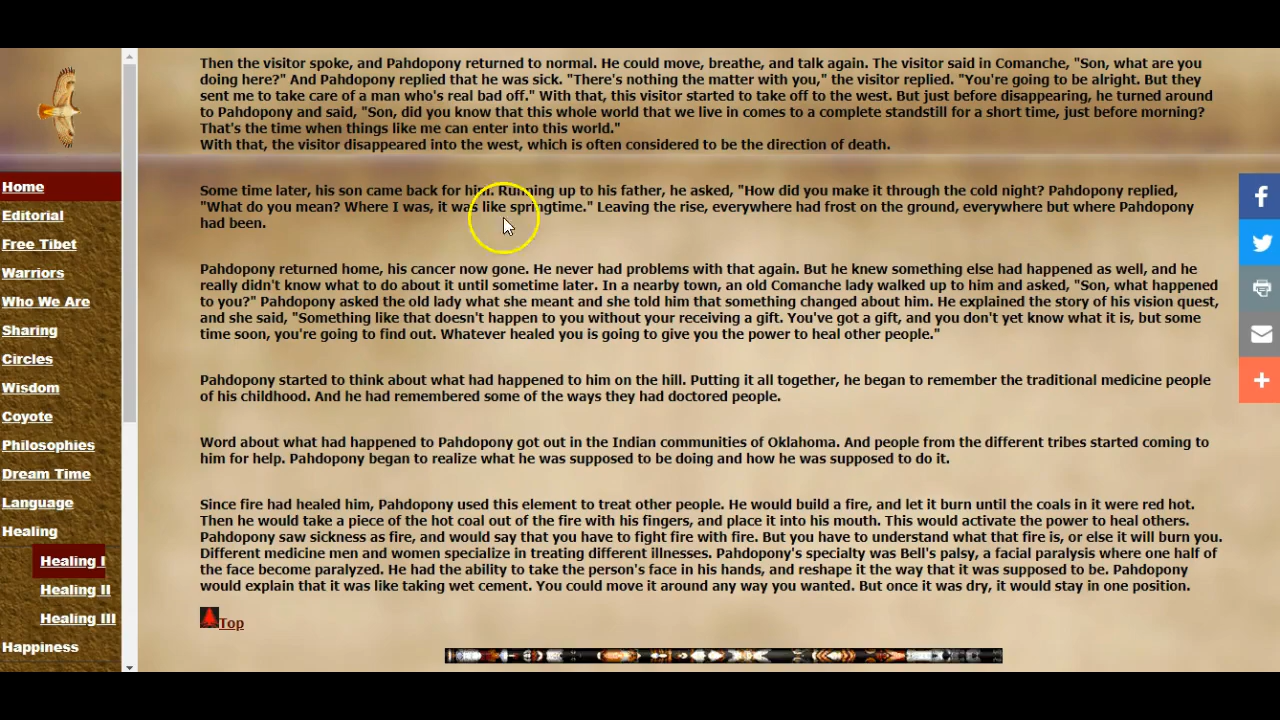 Then the visitor spoke, and Pahdopony returned to normal. He could move, breathe, and talk again. The visitor said in Comanche, "Son, what are you
doing here?" And Pahdopony replied that he was sick. "There's nothing the matter with you," the visitor replied. "You're going to be alright. But they
sent me to take care of a man who's real bad off." With that, this visitor started to take off to the west. But just before disappearing, he turned around
to Pahdopony and said, "Son, did you know that this whole world that we live in comes to a complete standstill for a short time, just before morning?
That's the time when things like me can enter into this world."
With that, the visitor disappeared into the west, which is often considered to be the direction of death.
Some time later, his son came back for him. Running up to his father, he asked, "How did you make it through the cold night? Pahdopony replied,
"What do you mean? Where I was, it was like springtime." Leaving the rise, everywhere had frost on the ground, everywhere but where Pahdopony
had been.
Pahdopony returned home, his cancer now gone. He never had problems with that again. But he knew something else had happened as well, and he
really didn't know what to do about it until sometime later. In a nearby town, an old Comanche lady walked up to him and asked, "Son, what happened
to you?" Pahdopony asked the old lady what she meant and she told him that something changed about him. He explained the story of his vision quest,
and she said, "Something like that doesn't happen to you without your receiving a gift. You've got a gift, and you don't yet know what it is, but some
time soon, you're going to find out. Whatever healed you is going to give you the power to heal other people."
Pahdopony started to think about what had happened to him on the hill. Putting it all together, he began to remember the traditional medicine people
of his childhood. And he had remembered some of the ways they had doctored people.
Word about what had happened to Pahdopony got out in the Indian communities of Oklahoma. And people from the different tribes started coming to
him for help. Pahdopony began to realize what he was supposed to be doing and how he was supposed to do it.
Since fire had healed him, Pahdopony used this element to treat other people. He would build a fire, and let it burn until the coals in it were red hot.
Then he would take a piece of the hot coal out of the fire with his fingers, and place it into his mouth. This would activate the power to heal others.
Pahdopony saw sickness as fire, and would say that you have to fight fire with fire. But you have to understand what that fire is, or else it will burn you.
Different medicine men and women specialize in treating different illnesses. Pahdopony's specialty was Bell's palsy, a facial paralysis where one half of
the face become paralyzed. He had the ability to take the person's face in his hands, and reshape it the way that it was supposed to be. Pahdopony
would explain that it was like taking wet cement. You could move it around any way you wanted. But once it was dry, it would stay in one position.
Top
Home
Editorial
Free Tibet
Warriors
Who We Are
Sharing
Circles
Wisdom
Coyote
Philosophies
Dream Time
Language
Healing
Healing I
Healing II
Healing III
Happiness